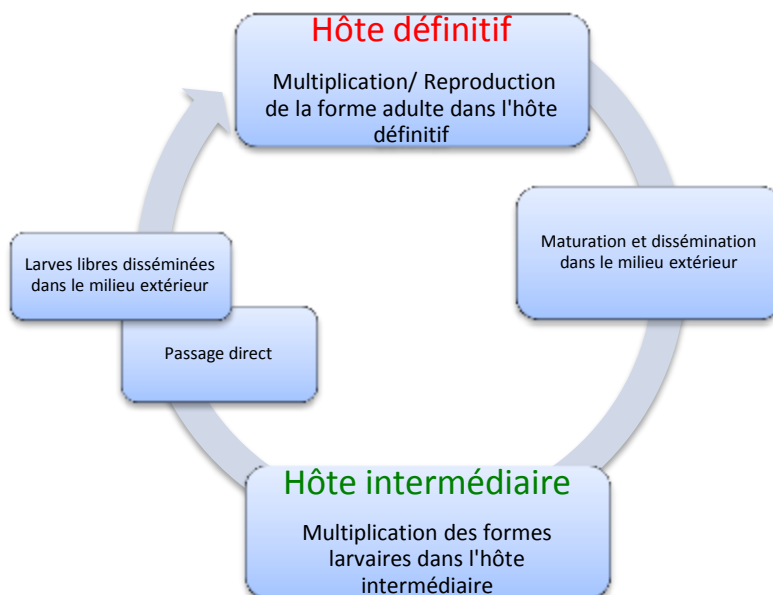 Hôte définitif
Multiplication/ Reproduction
de la forme adulte dans l'hôte
définitif
Maturation et dissémination
dans le milieu extérieur
Hôte intermédiaire
Multiplication des formes
larvaires dans l'hôte
intermédiaire
Passage direct
Larves libres disséminées
dans le milieu extérieur